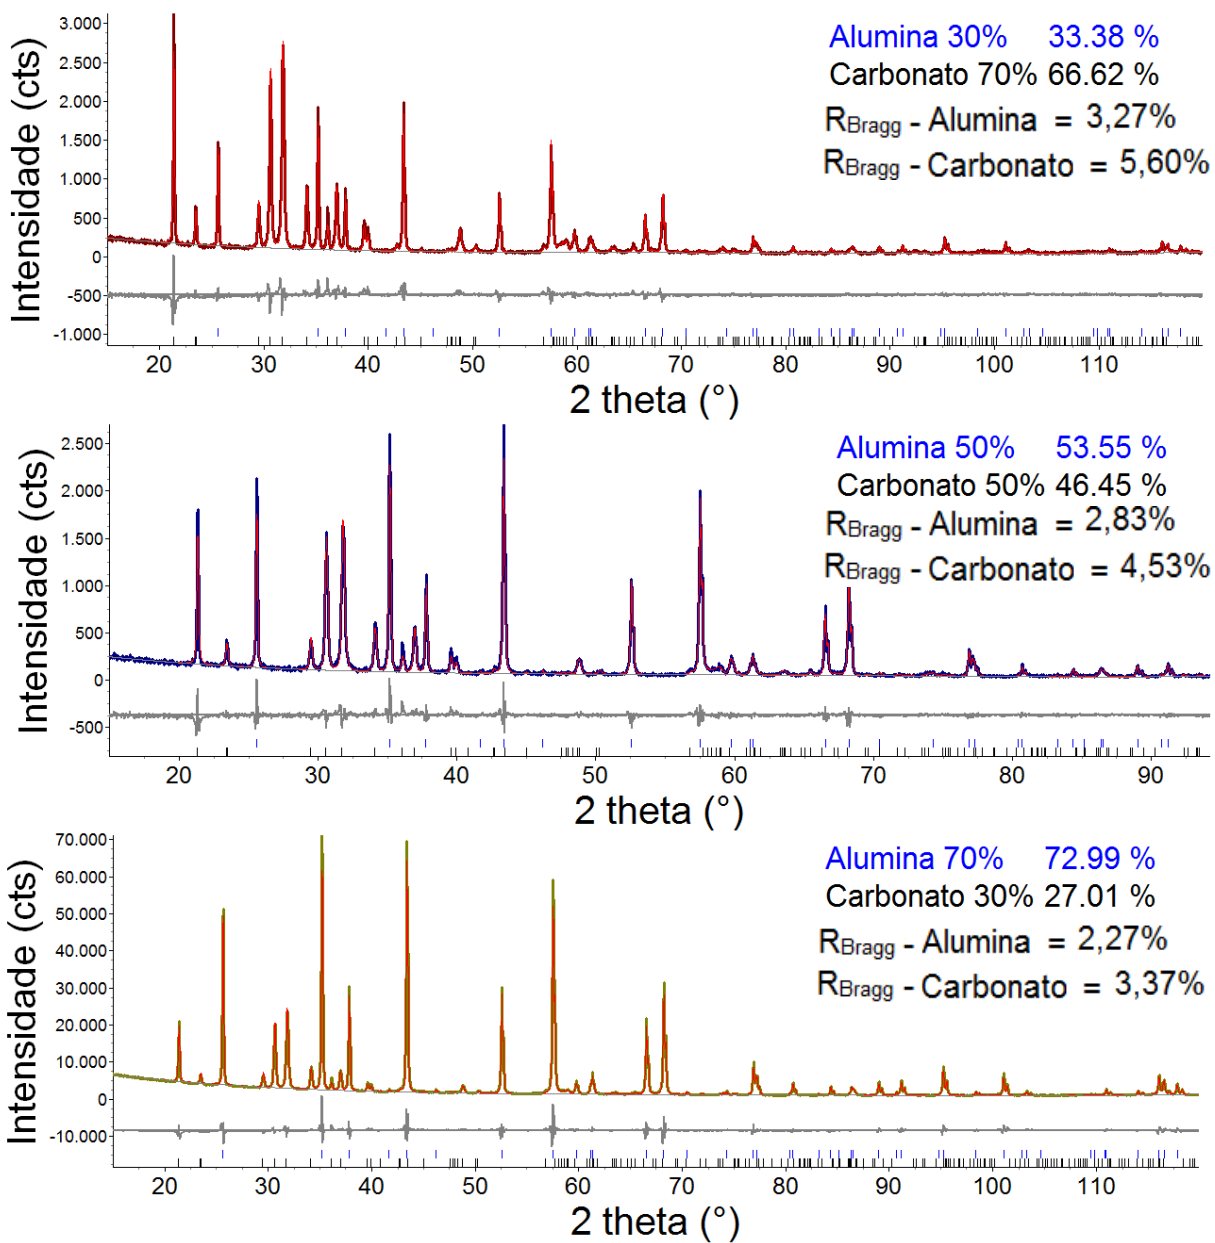 Intensidade (cts)
3.000
2.500
2.000
1.500
1.000
500
0
-500
-1.000
Alumina 30% 33.38 %
Carbonato 70% 66.62 %
RBragg - Alumina = 3,27%
RBragg - Carbonato = 5,60%
20 30 40 50 60 70 80 90 100 110
2 theta (°)
Intensidade (cts)
2.500
2.000
1.500
1.000
500
0
-500
Alumina 50% 53.55 %
Carbonato 50% 46.45 %
RBragg - Alumina = 2,83%
RBragg - Carbonato = 4,53%
20 30 40 50 60 70 80 90
2 theta (°)
Intensidade (cts)
70.000
60.000
50.000
40.000
30.000
20.000
10.000
0
-10.000
Alumina 70% 72.99 %
Carbonato 30% 27.01 %
RBragg - Alumina = 2,27%
RBragg - Carbonato = 3,37%
20 30 40 50 60 70 80 90 100 110
2 theta (°)